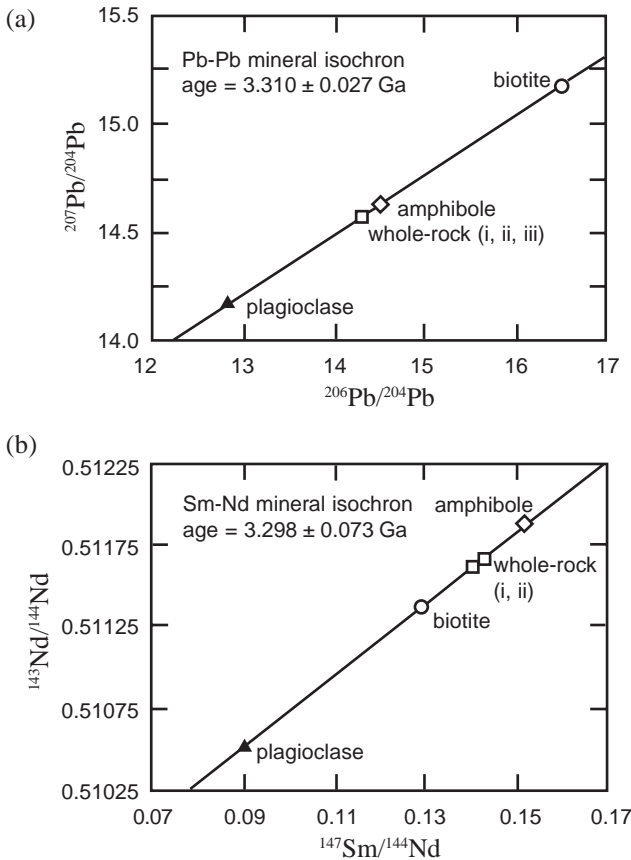 (a)
15.5
15.0
14.5
14.0
²⁰⁷Pb/²⁰⁴Pb
Pb-Pb mineral isochron
age = 3.310 ± 0.027 Ga
biotite
amphibole
whole-rock (i, ii, iii)
plagioclase
12 13 14 15 16 17
²⁰⁶Pb/²⁰⁴Pb
(b)
0.51225
0.51175
0.51125
0.51075
0.51025
¹⁴³Nd/¹⁴⁴Nd
Sm-Nd mineral isochron
age = 3.298 ± 0.073 Ga
amphibole
whole-rock
(i, ii)
biotite
plagioclase
0.07 0.09 0.11 0.13 0.15 0.17
¹⁴⁷Sm/¹⁴⁴Nd